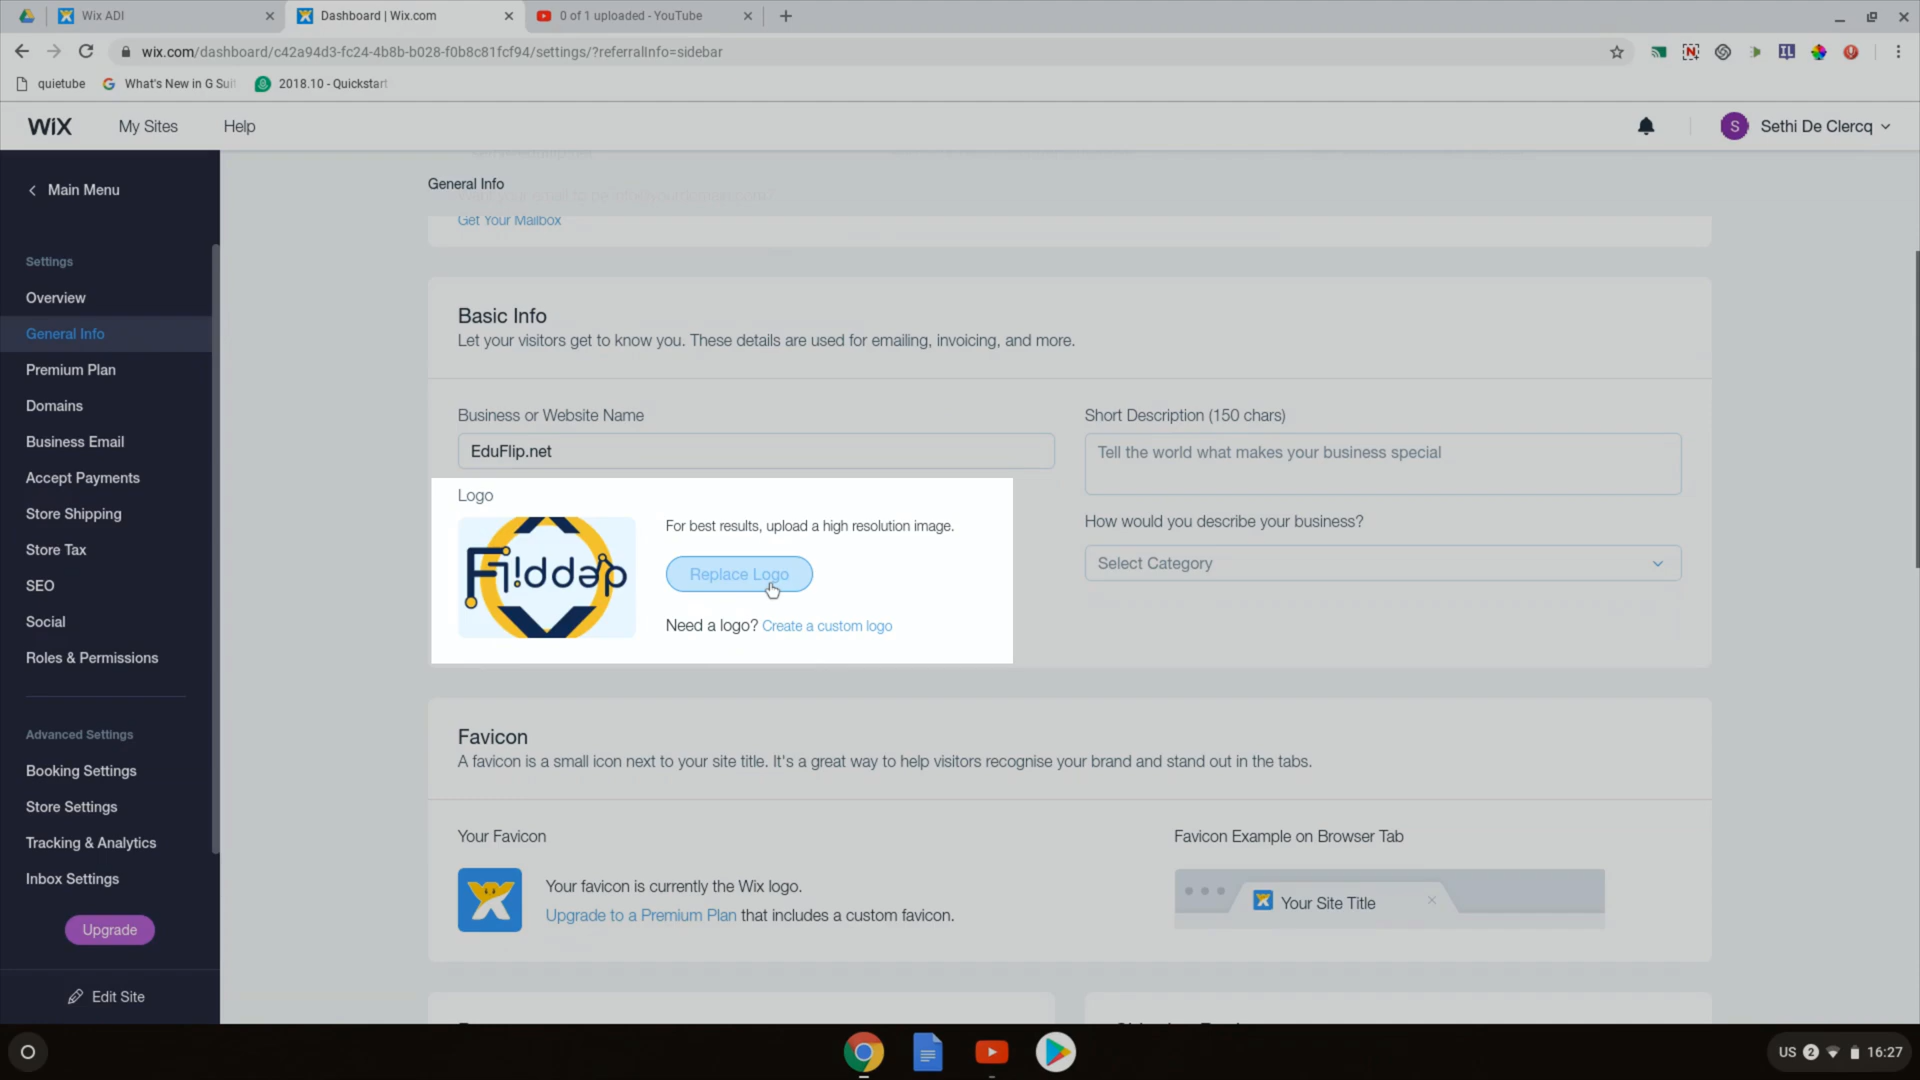 Wix ADI
Dashboard | Wix.com
0 of 1 uploaded - YouTube
wix.com/dashboard/c42a94d3-fc24-4b8b-b028-f0b8c81fcf94/settings/?referralInfo=sidebar
quietube
What's New in G Suit
2018.10 - Quickstart
WiX
My Sites
Help
S
Sethi De Clercq
Main Menu
Settings
Overview
General Info
Premium Plan
Domains
Business Email
Accept Payments
Store Shipping
Store Tax
SEO
Social
Roles & Permissions
Advanced Settings
Booking Settings
Store Settings
Tracking & Analytics
Inbox Settings
Upgrade
Edit Site
General Info
Get Your Mailbox
Basic Info
Let your visitors get to know you. These details are used for emailing, invoicing, and more.
Business or Website Name
EduFlip.net
Short Description (150 chars)
Tell the world what makes your business special
Logo
For best results, upload a high resolution image.
Replace Logo
Need a logo? Create a custom logo
How would you describe your business?
Select Category
Favicon
A favicon is a small icon next to your site title. It's a great way to help visitors recognise your brand and stand out in the tabs.
Your Favicon
Your favicon is currently the Wix logo.
Upgrade to a Premium Plan that includes a custom favicon.
Favicon Example on Browser Tab
Your Site Title
US 2 16:27